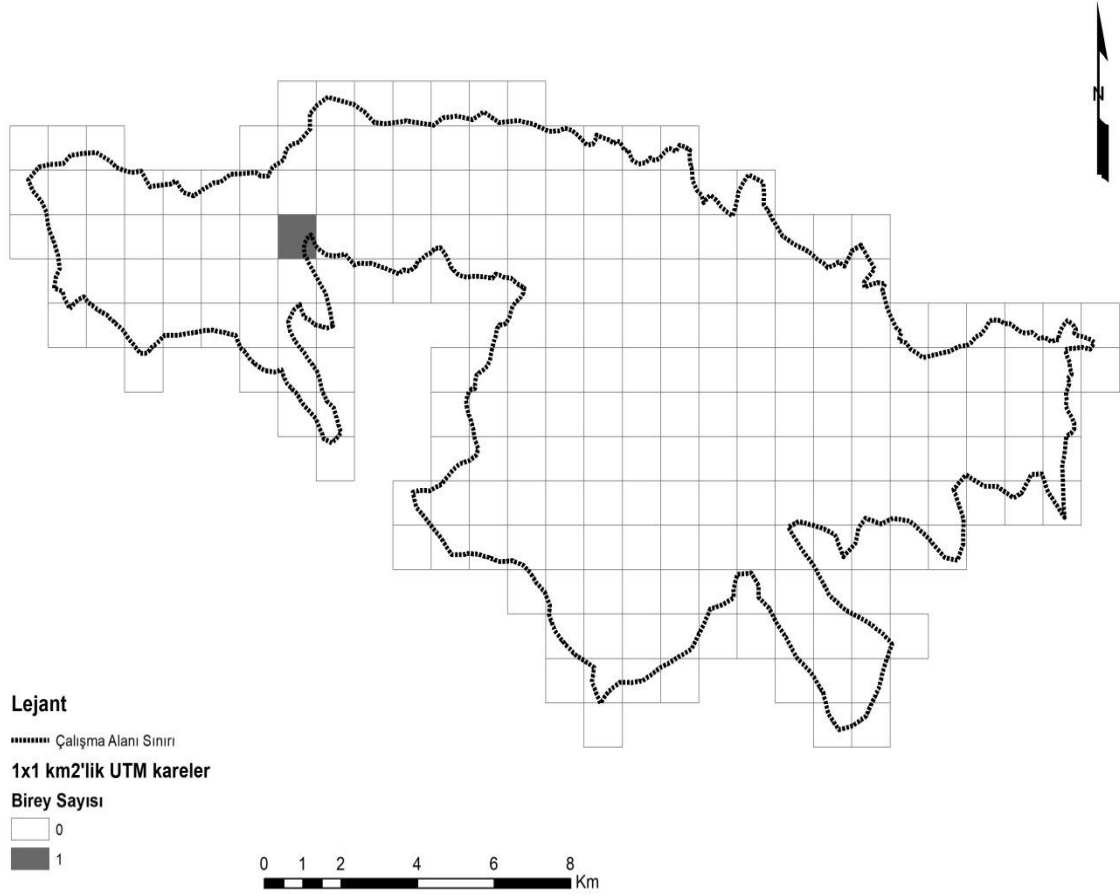 N
Lejant
Çalışma Alanı Sınırı
1x1 km2'lik UTM kareler
Birey Sayısı
0
1
0 1 2 4 6 8
Km